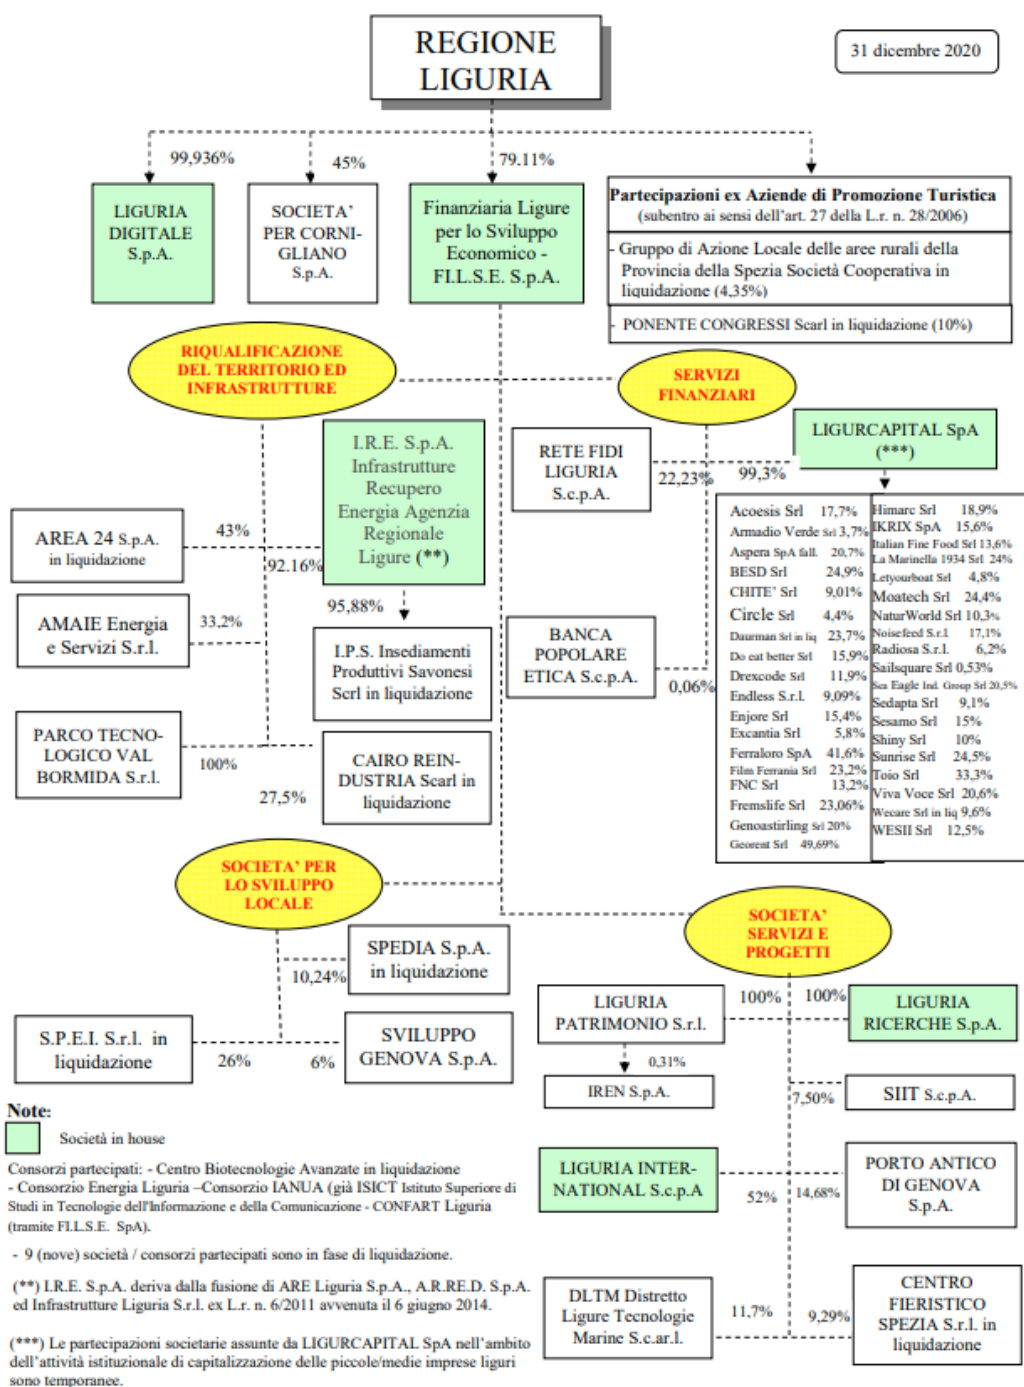 REGIONE
LIGURIA
31 dicembre 2020
99,936%
45%
79.11%
LIGURIA
DIGITALE
S.p.A.
SOCIETA'
PER CORNI-
GLIANO
S.p.A.
Finanziaria Ligure
per lo Sviluppo
Economico -
FI.L.S.E. S.p.A.
Partecipazioni ex Aziende di Promozione Turistica
(subentro ai sensi dell'art. 27 della L.r. n. 28/2006)
- Gruppo di Azione Locale delle aree rurali della
Provincia della Spezia Società Cooperativa in
liquidazione (4,35%)
- PONENTE CONGRESSI Scarl in liquidazione (10%)
RIQUALIFICAZIONE
DEL TERRITORIO ED
INFRASTRUTTURE
SERVIZI
FINANZIARI
I.R.E. S.p.A.
Infrastrutture
Recupero
Energia Agenzia
Regionale
Ligure (**)
RETE FIDI
LIGURIA
S.c.p.A.
22,23%
99,3%
LIGURCAPITAL SpA
(***)
AREA 24 S.p.A.
in liquidazione
43%
92.16%
95,88%
AMAIE Energia
e Servizi S.r.l.
33,2%
I.P.S. Insediamenti
Produttivi Savonesi
Scrl in liquidazione
BANCA
POPOLARE
ETICA S.c.p.A.
0,06%
PARCO TECNO-
LOGICO VAL
BORMIDA S.r.l.
100%
27,5%
CAIRO REIN-
DUSTRIA Scarl in
liquidazione
Acoesis Srl 17,7%
Armadio Verde Srl 3,7%
Aspera SpA fall. 20,7%
BESD Srl 24,9%
CHITE' Srl 9,01%
Circle Srl 4,4%
Daurman Srl in liq 23,7%
Do eat better Srl 15,9%
Drexcode Srl 11,9%
Endless S.r.l. 9,09%
Enjore Srl 15,4%
Excantia Srl 5,8%
Ferraloro SpA 41,6%
Film Ferrania Srl 23,2%
FNC Srl 13,2%
Fremslife Srl 23,06%
Genoastirling Srl 20%
Georent Srl 49,69%
Himarc Srl 18,9%
IKRIX SpA 15,6%
Italian Fine Food Srl 13,6%
La Marinella 1934 Srl 24%
Letyourboat Srl 4,8%
Moatech Srl 24,4%
NaturWorld Srl 10,3%
Noisefeed S.r.l 17,1%
Radiosa S.r.l. 6,2%
Sailsquare Srl 0,53%
Sea Eagle Ind. Group Srl 20,5%
Sedapta Srl 9,1%
Sesamo Srl 15%
Shiny Srl 10%
Sunrise Srl 24,5%
Toio Srl 33,3%
Viva Voce Srl 20,6%
Wecare Srl in liq 9,6%
WESII Srl 12,5%
SOCIETA' PER
LO SVILUPPO
LOCALE
SOCIETA'
SERVIZI E
PROGETTI
10,24%
SPEDIA S.p.A.
in liquidazione
S.P.E.I. S.r.l. in
liquidazione
26%
6%
SVILUPPO
GENOVA S.p.A.
LIGURIA
PATRIMONIO S.r.l.
100%
100%
LIGURIA
RICERCHE S.p.A.
0,31%
IREN S.p.A.
7,50%
SIIT S.c.p.A.
LIGURIA INTER-
NATIONAL S.c.p.A
52%
14,68%
PORTO ANTICO
DI GENOVA
S.p.A.
DLTM Distretto
Ligure Tecnologie
Marine S.c.ar.l.
11,7%
9,29%
CENTRO
FIERISTICO
SPEZIA S.r.l. in
liquidazione
Note:
Società in house
Consorzi partecipati: - Centro Biotecnologie Avanzate in liquidazione
- Consorzio Energia Liguria –Consorzio IANUA (già ISICT Istituto Superiore di
Studi in Tecnologie dell'Informazione e della Comunicazione - CONFART Liguria
(tramite FI.L.S.E. SpA).
- 9 (nove) società / consorzi partecipati sono in fase di liquidazione.
(**) I.R.E. S.p.A. deriva dalla fusione di ARE Liguria S.p.A., A.R.RE.D. S.p.A.
ed Infrastrutture Liguria S.r.l. ex L.r. n. 6/2011 avvenuta il 6 giugno 2014.
(***) Le partecipazioni societarie assunte da LIGURCAPITAL SpA nell'ambito
dell'attività istituzionale di capitalizzazione delle piccole/medie imprese liguri
sono temporanee.